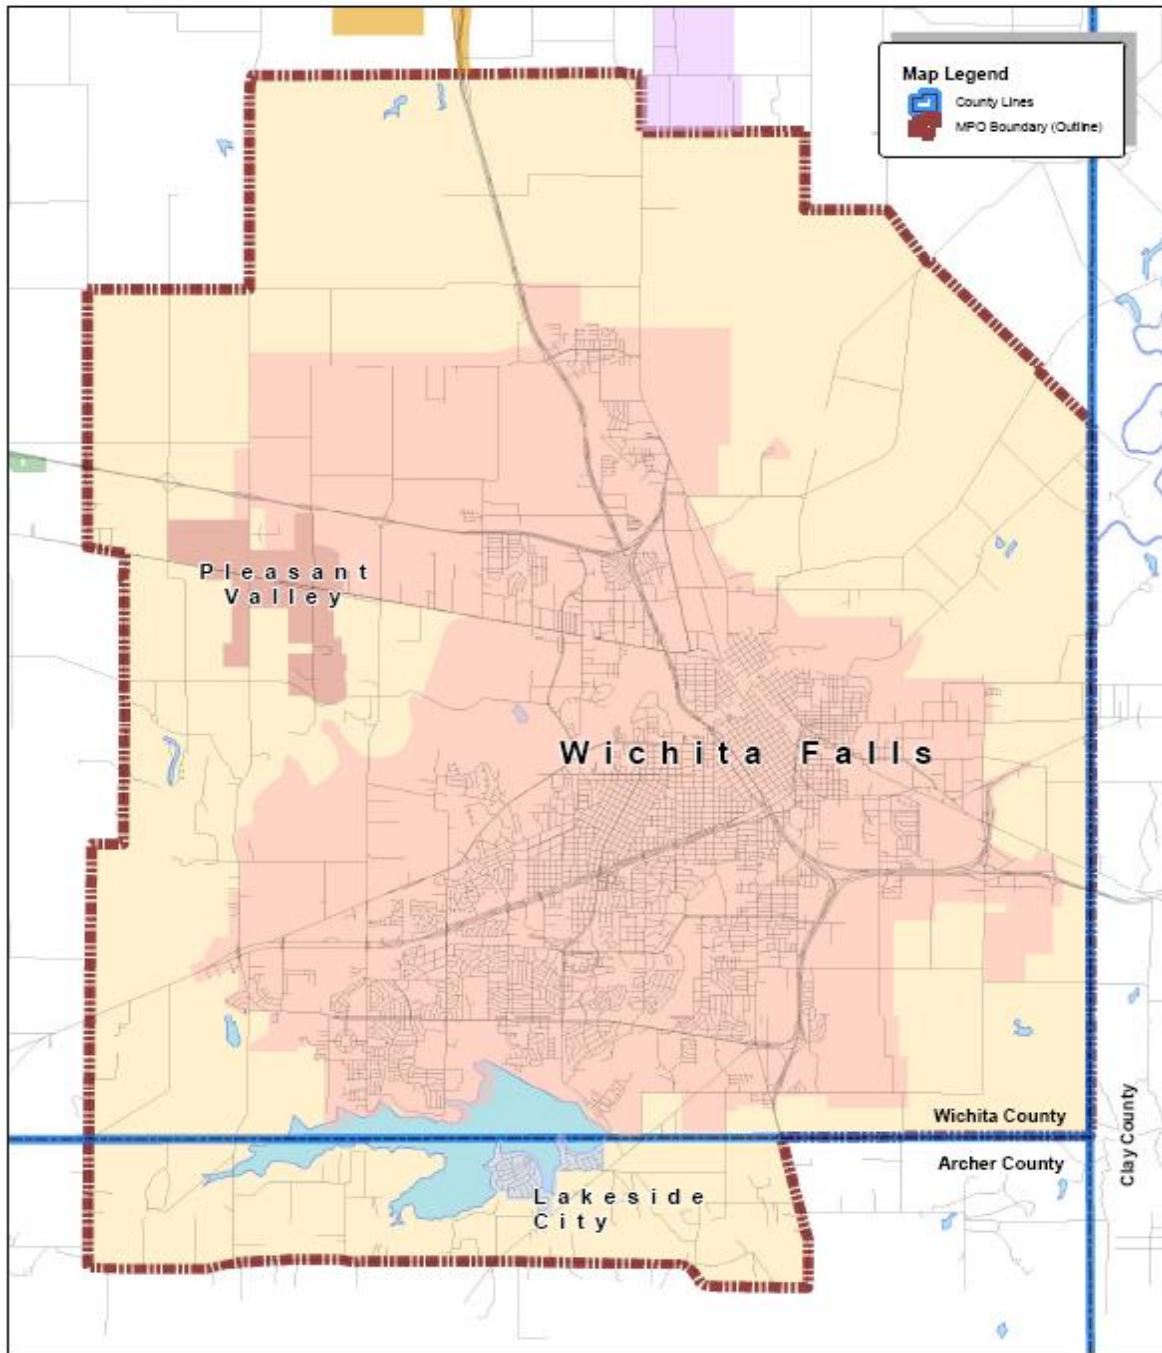 Map Legend
County Lines
MPO Boundary (Outline)
Pleasant
Valley
Wichita Falls
Wichita County
Archer County
Clay County
Lakeside
City